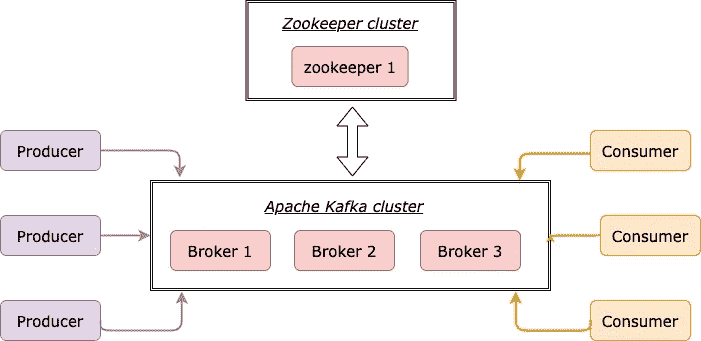 Zookeeper cluster
zookeeper 1
Producer
Consumer
Apache Kafka cluster
Producer
Broker 1
Broker 2
Broker 3
Consumer
Producer
Consumer